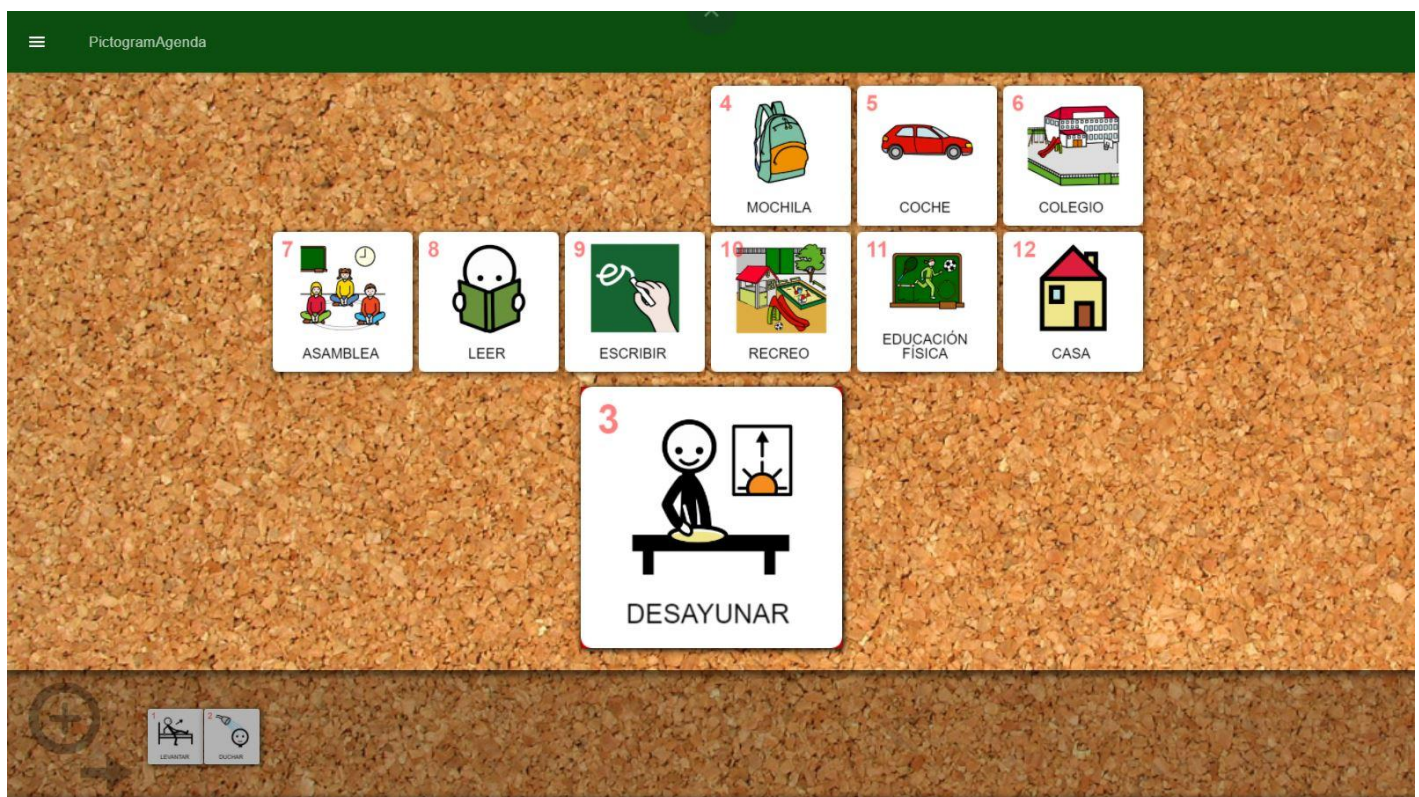 PictogramAgenda
4
MOCHILA
5
COCHE
6
COLEGIO
7
ASAMBLEA
8
LEER
9
ESCRIBIR
10
RECREO
11
EDUCACIÓN
FÍSICA
12
CASA
3
DESAYUNAR
1
LEVANTAR
2
DUCHAR